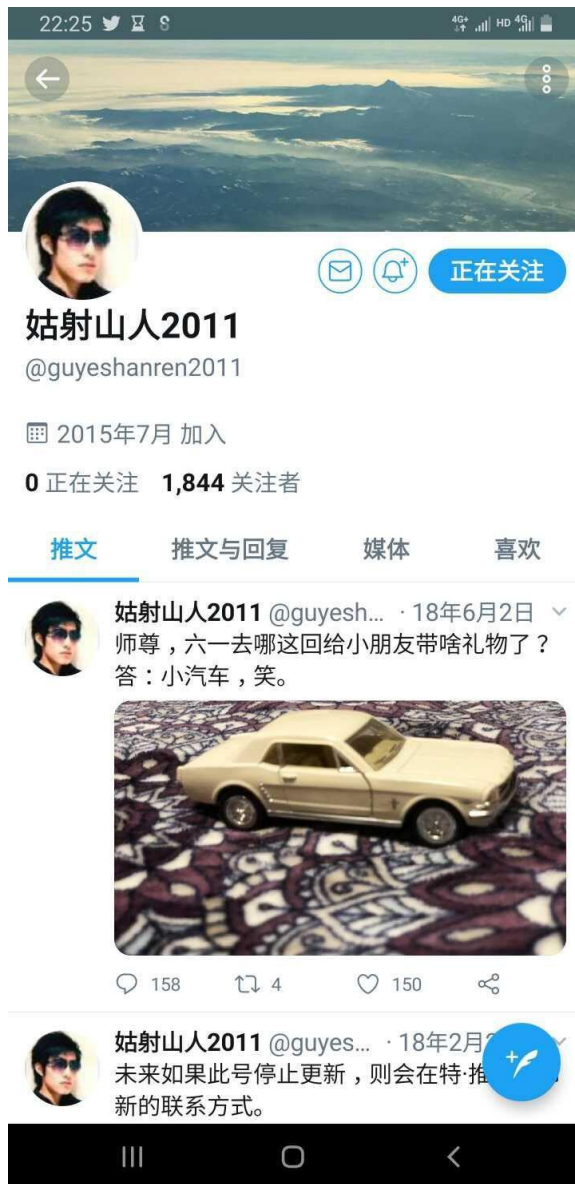 22:25
4G+ HD 4G
正在关注
姑射山人2011
@guyeshanren2011
2015年7月 加入
0 正在关注 1,844 关注者
推文 推文与回复 媒体 喜欢
姑射山人2011 @guyesh... · 18年6月2日
师尊，六一去哪这回给小朋友带啥礼物了？
答：小汽车，笑。
158 4 150
姑射山人2011 @guyes... · 18年2月
未来如果此号停止更新，则会在特·推
新的联系方式。